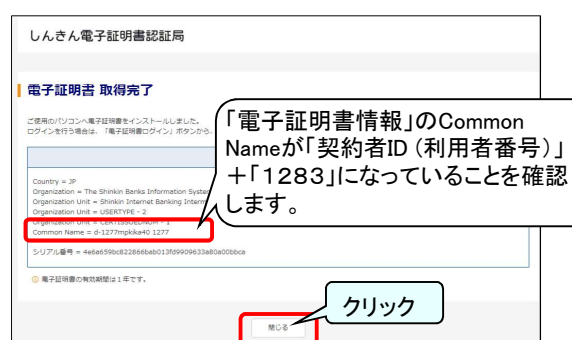 しんきん電子証明書認証局
電子証明書 取得完了
ご使用のパソコンへ電子証明書をインストールしました。
ログインを行う場合は、「電子証明書ログイン」ボタンから、
「電子証明書情報」のCommon
Nameが「契約者ID（利用者番号）」
＋「１２８３」になっていることを確認
します。
Country = JP
Organization = The Shinkin Banks Information System
Organization Unit = Shinkin Internet Banking Interm
Organization Unit = USERTYPE - 2
Organization Unit = CERTISSUEDNUM - 1
Common Name = d-1277mpkika40 1277
シリアル番号 = 4e6a659bc822866bab013fd9909633a80a00bbca
電子証明書の有効期間は１年です。
クリック
閉じる